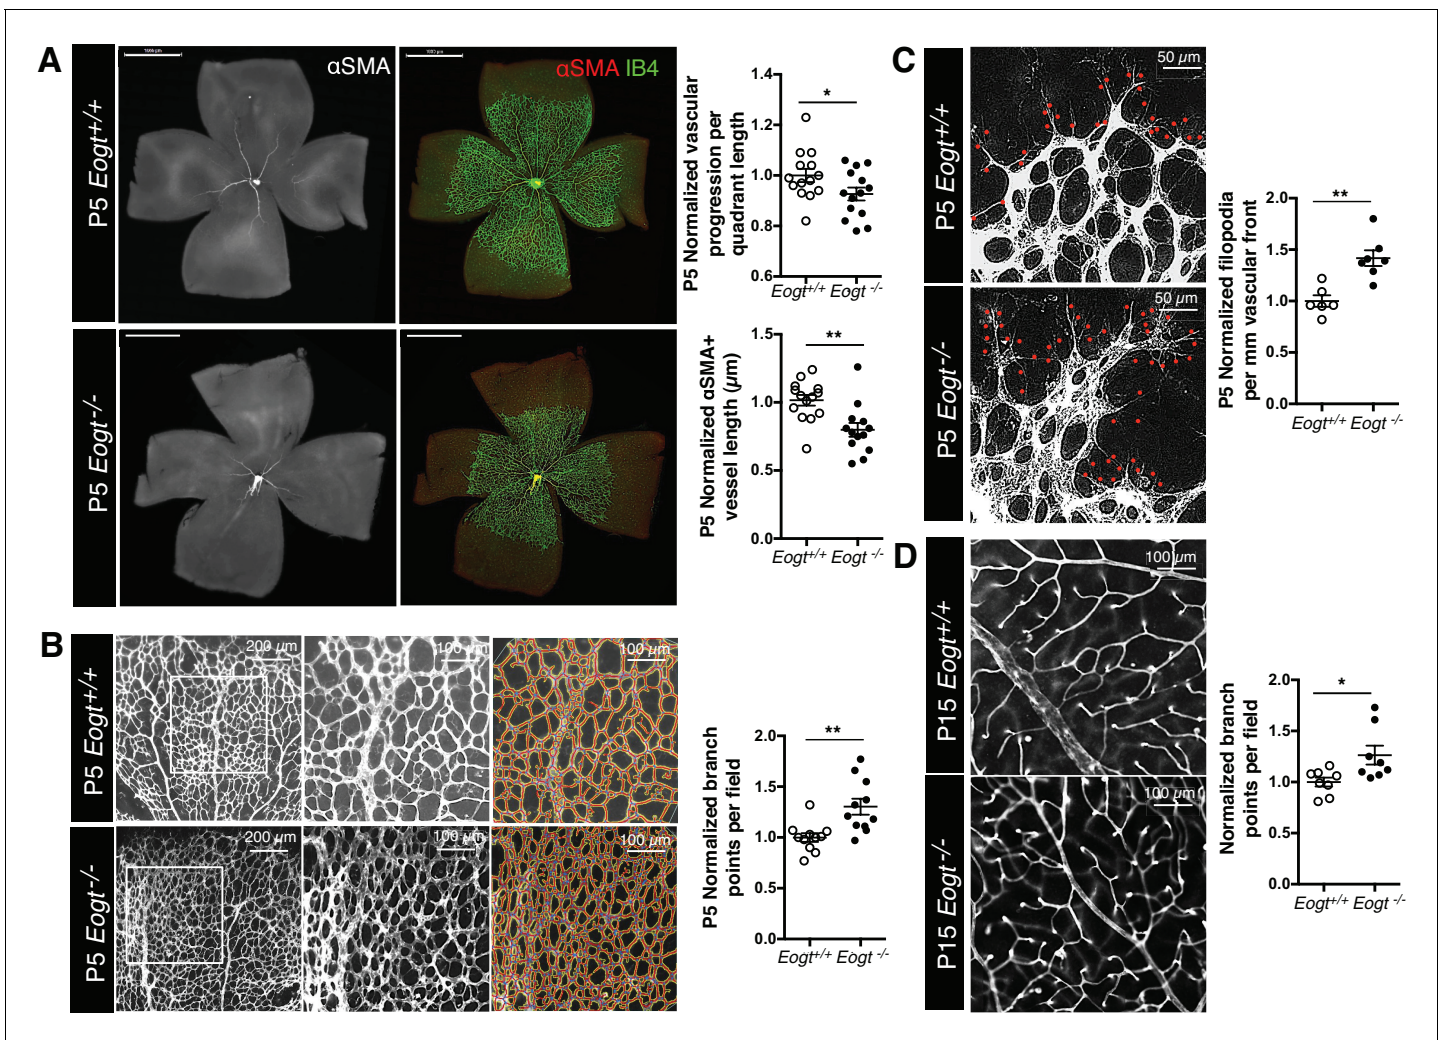 A
P5 Eogt+/+
1000 µm
αSMA
1000 µm
αSMA IB4
P5 Normalized vascular
progression per
quadrant length
1.4
1.2
1.0
0.8
0.6
*
Eogt+/+ Eogt -/-
P5 Eogt-/-
P5 Normalized αSMA+
vessel length (µm)
1.5
1.0
0.5
0.0
**
Eogt+/+ Eogt -/-
B
P5 Eogt+/+
200 µm
100 µm
100 µm
P5 Eogt-/-
200 µm
100 µm
100 µm
P5 Normalized branch
points per field
2.0
1.5
1.0
0.5
0.0
**
Eogt+/+ Eogt -/-
C
P5 Eogt+/+
50 µm
P5 Eogt-/-
50 µm
P5 Normalized filopodia
per mm vascular front
2.0
1.5
1.0
0.5
0.0
**
Eogt+/+ Eogt -/-
D
P15 Eogt+/+
100 µm
P15 Eogt-/-
100 µm
Normalized branch
points per field
2.0
1.5
1.0
0.5
0.0
*
Eogt+/+ Eogt -/-